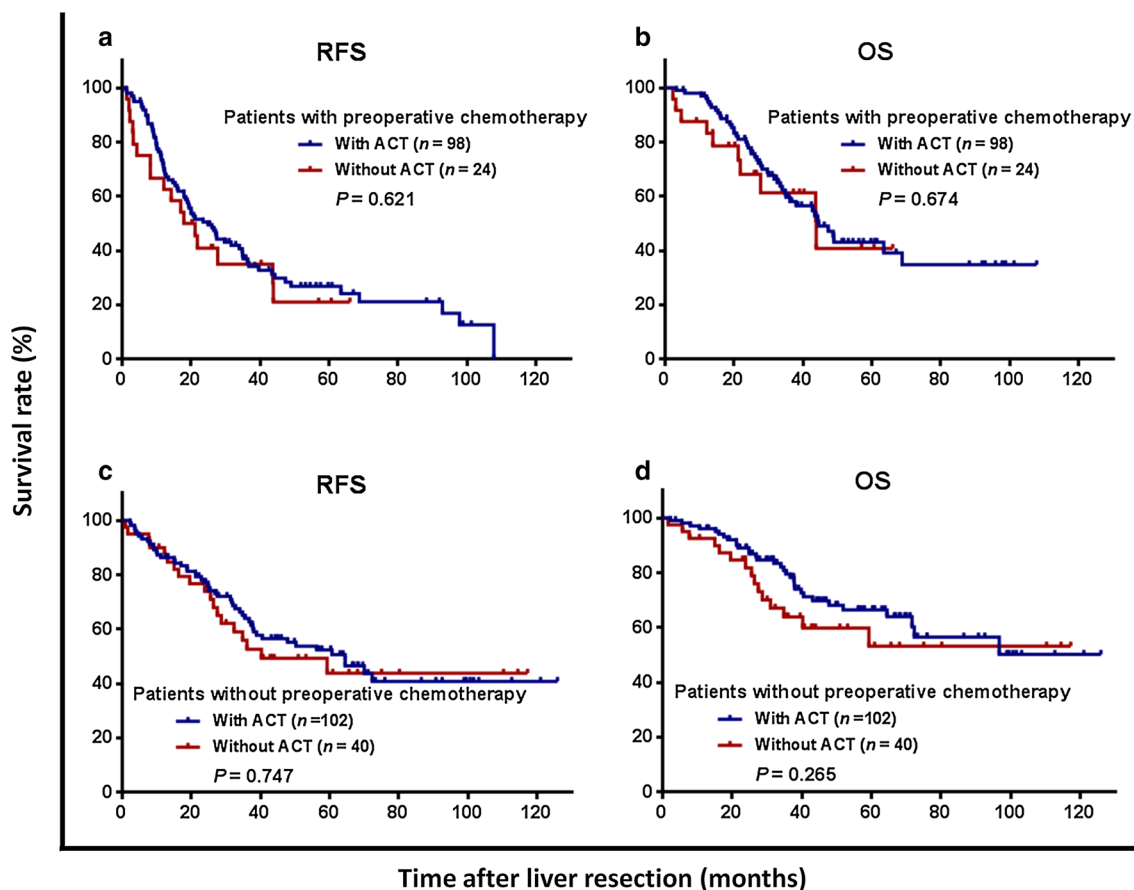 a
RFS
100
80
60
40
20
0
0 20 40 60 80 100 120
Patients with preoperative chemotherapy
With ACT (n = 98)
Without ACT (n = 24)
P = 0.621
b
OS
100
80
60
40
20
0
0 20 40 60 80 100 120
Patients with preoperative chemotherapy
With ACT (n = 98)
Without ACT (n = 24)
P = 0.674
Survival rate (%)
c
RFS
100
80
60
40
20
0
0 20 40 60 80 100 120
Patients without preoperative chemotherapy
With ACT (n =102)
Without ACT (n = 40)
P = 0.747
d
OS
100
80
60
40
20
0
0 20 40 60 80 100 120
Patients without preoperative chemotherapy
With ACT (n=102)
Without ACT (n = 40)
P = 0.265
Time after liver resection (months)